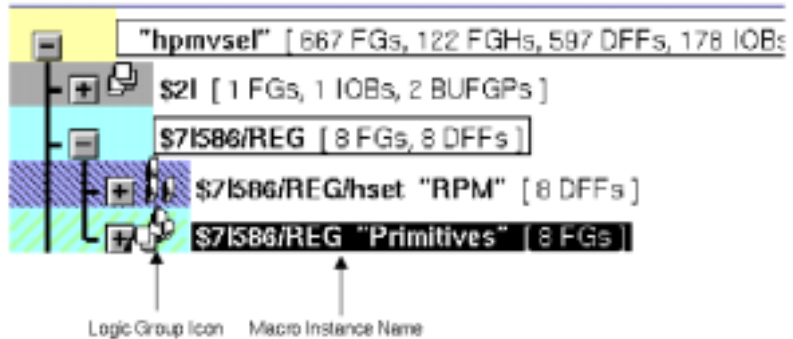 "hpmvsel" [ 667 FGs, 122 FGHs, 597 DFFs, 178 IOBs
$2I [ 1 FGs, 1 IOBs, 2 BUFGPs ]
$7I586/REG [ 8 FGs, 8 DFFs ]
$7I586/REG/hset "RPM" [ 8 DFFs ]
$7I586/REG "Primitives" [ 8 FGs ]
Logic Group Icon Macro Instance Name